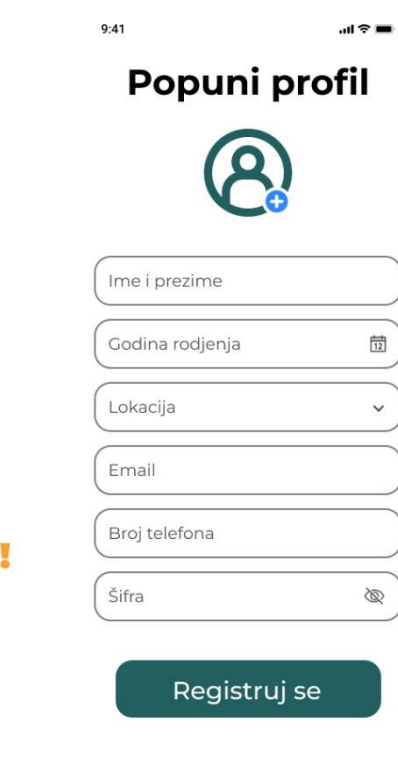 9:41
Popuni profil
Ime i prezime
Godina rodjenja
12
Lokacija
Email
Broj telefona
!
Šifra
Registruj se